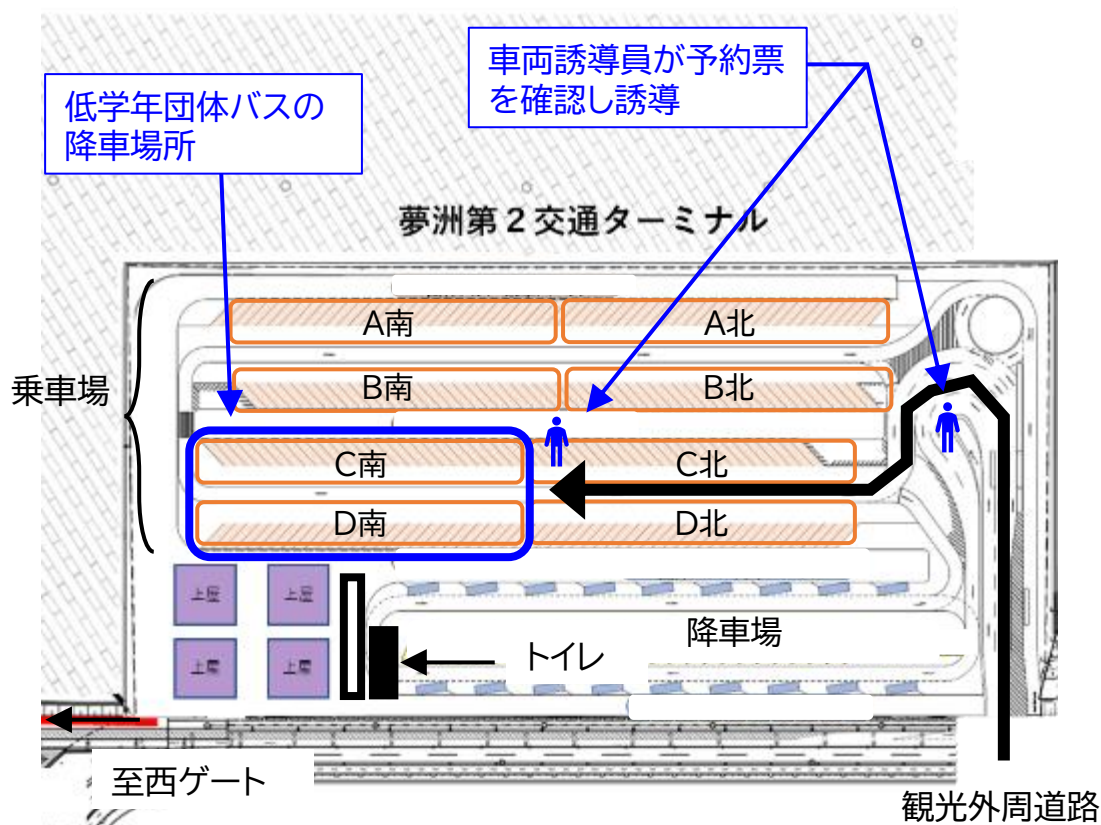 車両誘導員が予約票
を確認し誘導
低学年団体バスの
降車場所
夢洲第2交通ターミナル
A南
A北
乗車場
B南
B北
C南
C北
D南
D北
上屋
上屋
上屋
上屋
降車場
トイレ
至西ゲート
観光外周道路